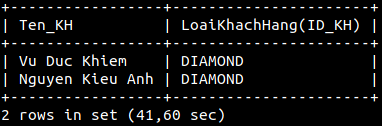 +------------------+----------------------+
| Ten_KH           | LoaiKhachHang(ID_KH) |
+------------------+----------------------+
| Vu Duc Khiem     | DIAMOND              |
| Nguyen Kieu Anh  | DIAMOND              |
+------------------+----------------------+
2 rows in set (41,60 sec)